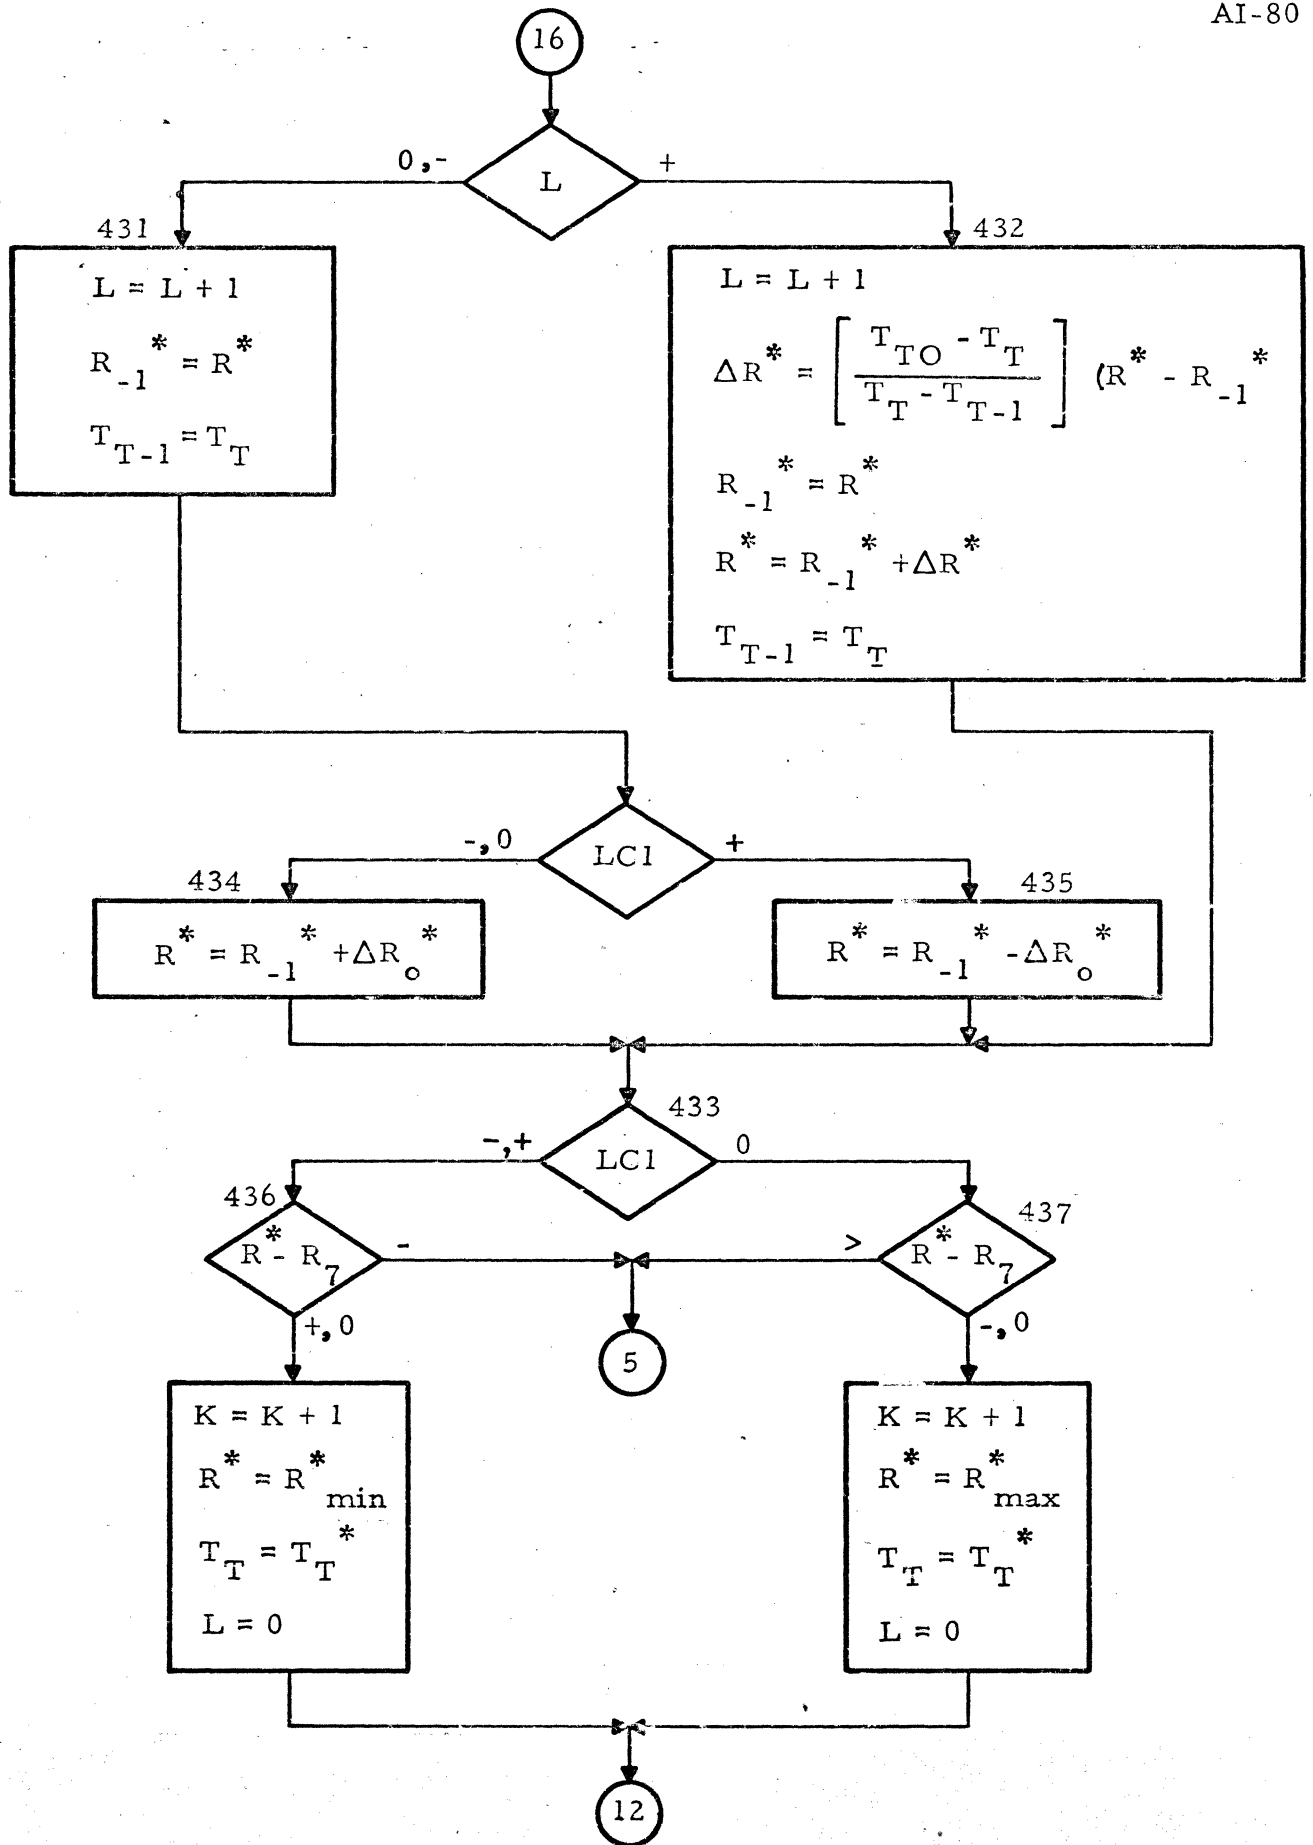 AI-80
16
0,-
L
+
431
L = L + 1
R_{-1}^* = R^*
T_{T-1} = T_T
432
L = L + 1
ΔR^* = [ (T_{TO} - T_T) / (T_T - T_{T-1}) ] (R^* - R_{-1}^*
R_{-1}^* = R^*
R^* = R_{-1}^* + ΔR^*
T_{T-1} = T_T
-,0
LC1
+
434
R^* = R_{-1}^* + ΔR_o^*
435
R^* = R_{-1}^* - ΔR_o^*
433
-,+
LC1
0
436
R^* - R_7
-
+,0
437
>
R^* - R_7
-,0
5
K = K + 1
R^* = R^*_{min}
T_T = T_T^*
L = 0
K = K + 1
R^* = R^*_{max}
T_T = T_T^*
L = 0
12